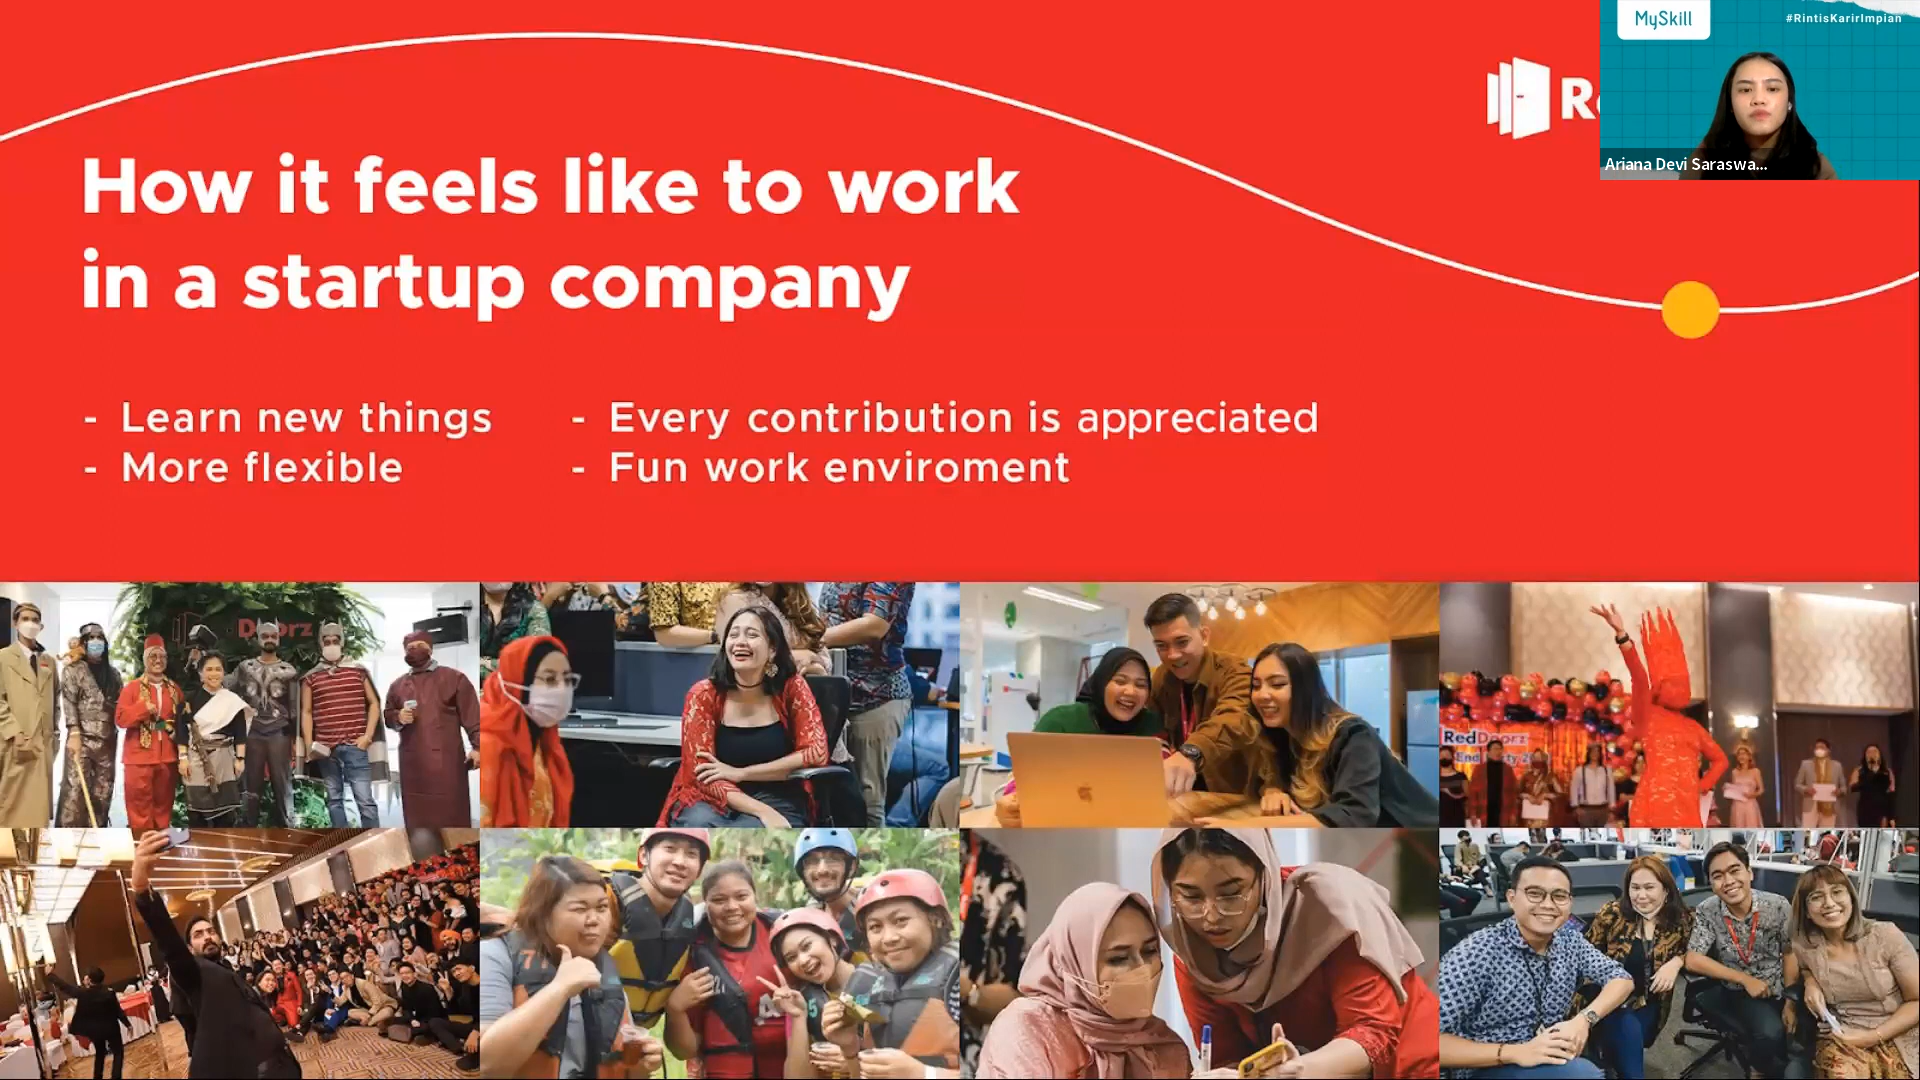 MySkill
#RintisKarirImpian
Ariana Devi Saraswa...
How it feels like to work
in a startup company
- Learn new things
- More flexible
- Every contribution is appreciated
- Fun work enviroment
RedDoorz